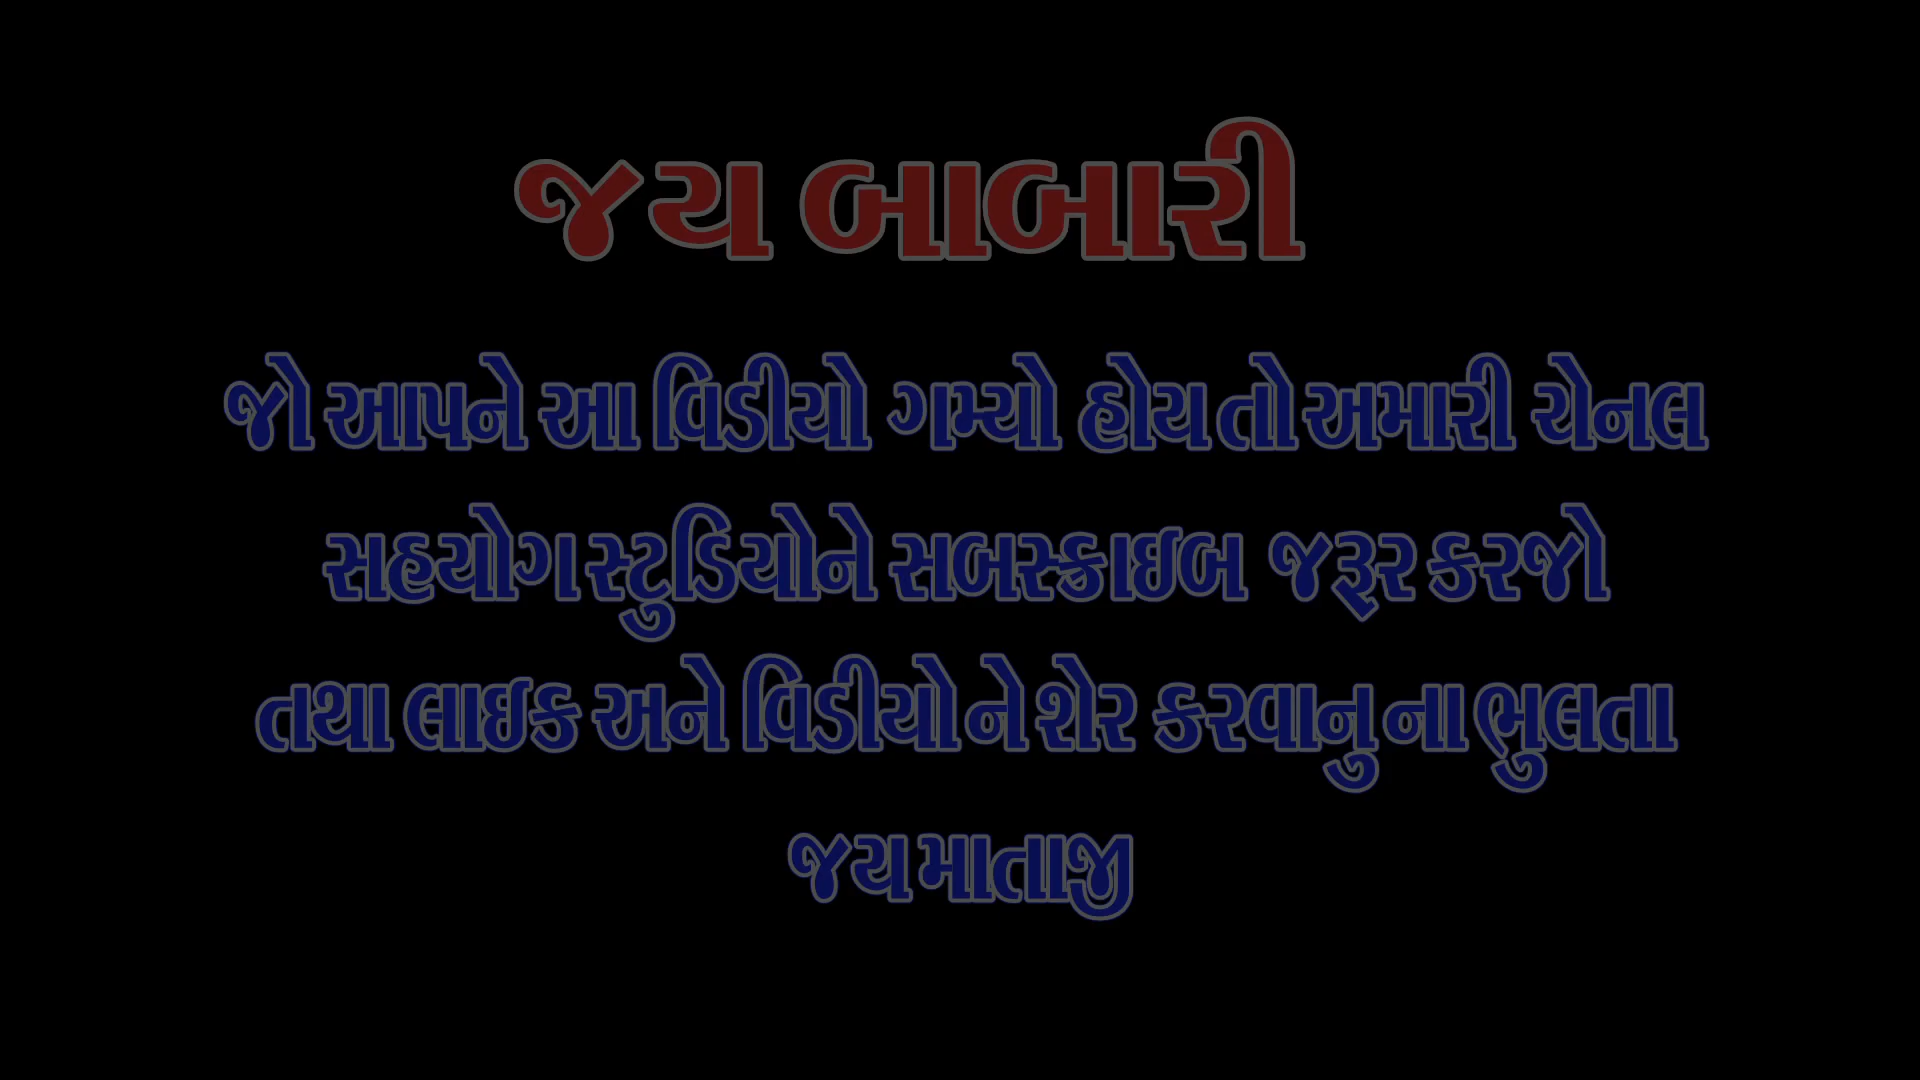 જય બાબારી
જો આપને આ વિડીયો ગમ્યો હોય તો અમારી ચેનલ
સહયોગ સ્ટુડિયોને સબસ્ક્રાઇબ જરૂર કરજો
તથા લાઇક અને વિડીયો ને શેર કરવાનુ ના ભુલતા
જય માતાજી